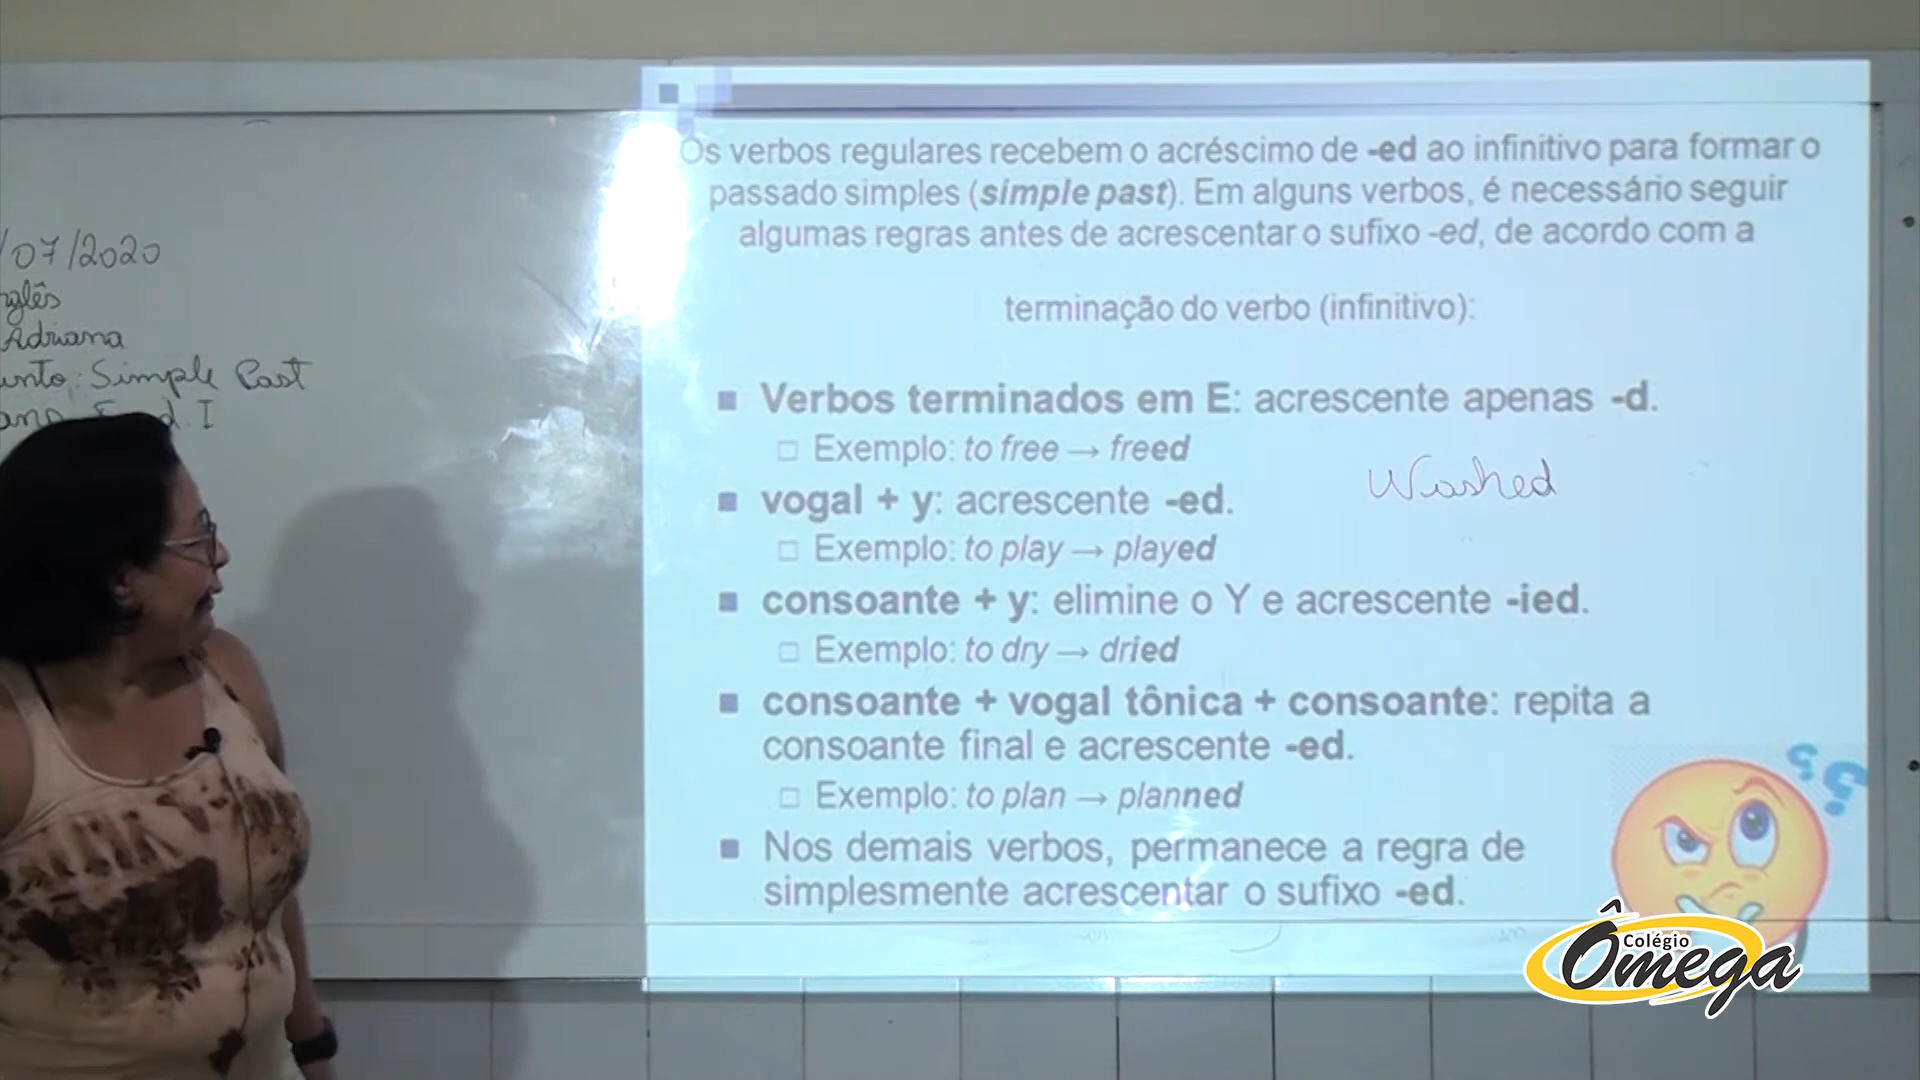 /07/2020
nglês
Adriana
unto: Simple Past
d. I
Os verbos regulares recebem o acréscimo de -ed ao infinitivo para formar o
passado simples (simple past). Em alguns verbos, é necessário seguir
algumas regras antes de acrescentar o sufixo -ed, de acordo com a
terminação do verbo (infinitivo):
Verbos terminados em E: acrescente apenas -d.
Exemplo: to free → freed
Washed
vogal + y: acrescente -ed.
Exemplo: to play → played
consoante + y: elimine o Y e acrescente -ied.
Exemplo: to dry → dried
consoante + vogal tônica + consoante: repita a
consoante final e acrescente -ed.
Exemplo: to plan → planned
Nos demais verbos, permanece a regra de
simplesmente acrescentar o sufixo -ed.
Colégio
Ômega